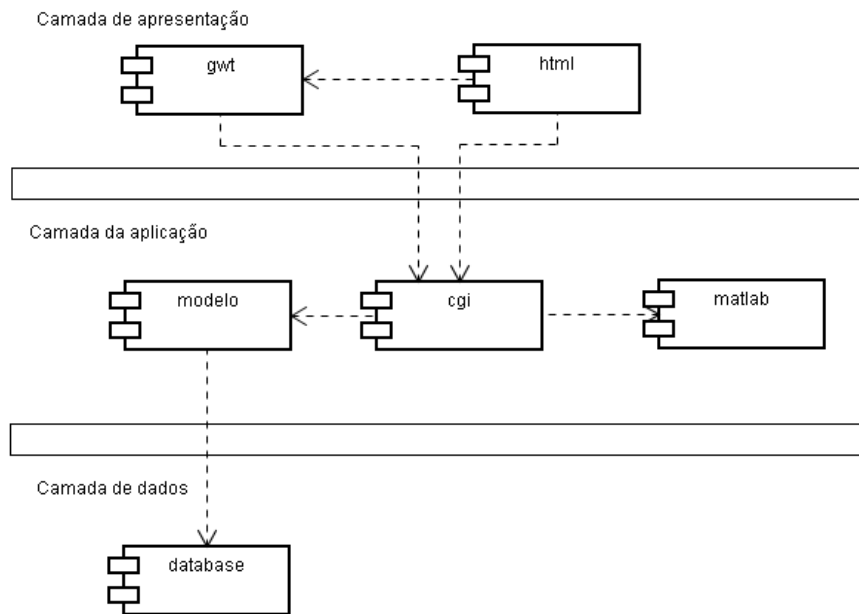 Camada de apresentação
gwt
html
Camada da aplicação
modelo
cgi
matlab
Camada de dados
database